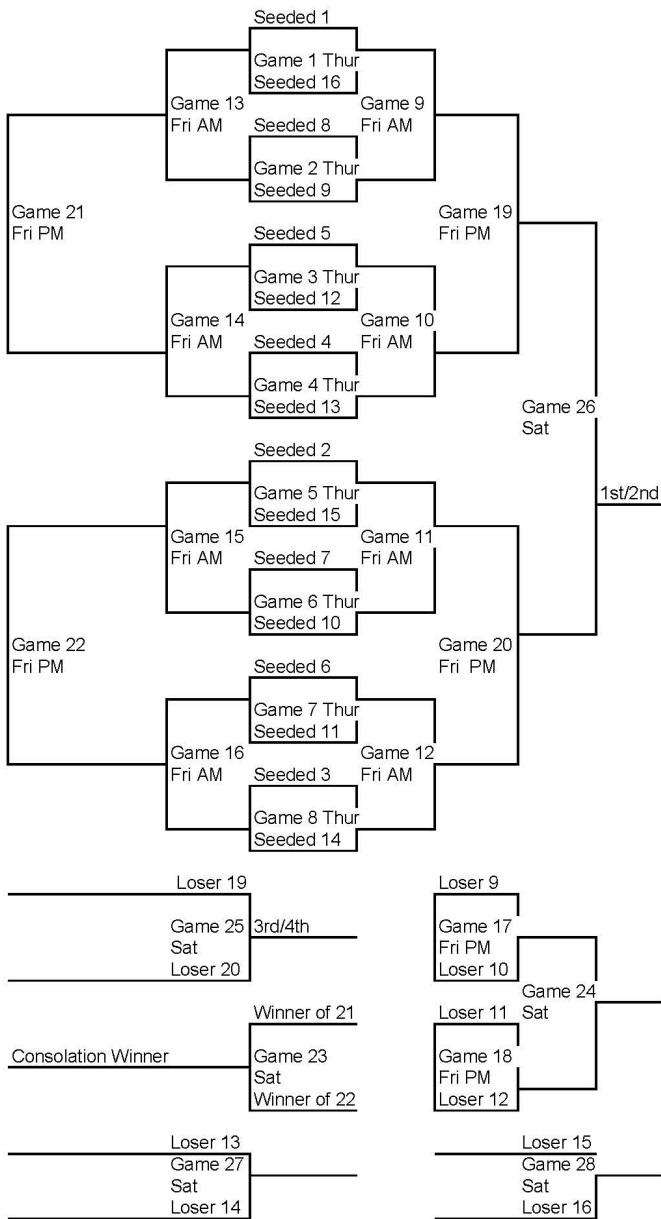 Seeded 1
Game 1 Thur
Seeded 16
Game 13
Fri AM
Game 9
Fri AM
Seeded 8
Game 2 Thur
Seeded 9
Game 21
Fri PM
Game 19
Fri PM
Seeded 5
Game 3 Thur
Seeded 12
Game 14
Fri AM
Game 10
Fri AM
Seeded 4
Game 4 Thur
Seeded 13
Game 26
Sat
Seeded 2
Game 5 Thur
Seeded 15
1st/2nd
Game 15
Fri AM
Game 11
Fri AM
Seeded 7
Game 6 Thur
Seeded 10
Game 22
Fri PM
Game 20
Fri  PM
Seeded 6
Game 7 Thur
Seeded 11
Game 16
Fri AM
Game 12
Fri AM
Seeded 3
Game 8 Thur
Seeded 14
Loser 19
Game 25
Sat
Loser 20
3rd/4th
Loser 9
Game 17
Fri PM
Loser 10
Game 24
Sat
Winner of 21
Consolation Winner
Game 23
Sat
Winner of 22
Loser 11
Game 18
Fri PM
Loser 12
Loser 13
Game 27
Sat
Loser 14
Loser 15
Game 28
Sat
Loser 16